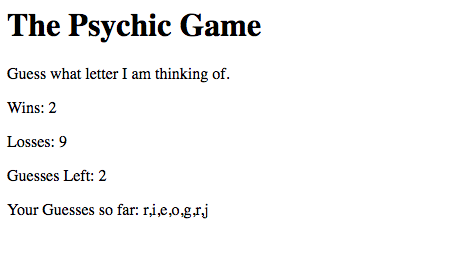 The Psychic Game
Guess what letter I am thinking of.
Wins: 2
Losses: 9
Guesses Left: 2
Your Guesses so far: r,i,e,o,g,r,j